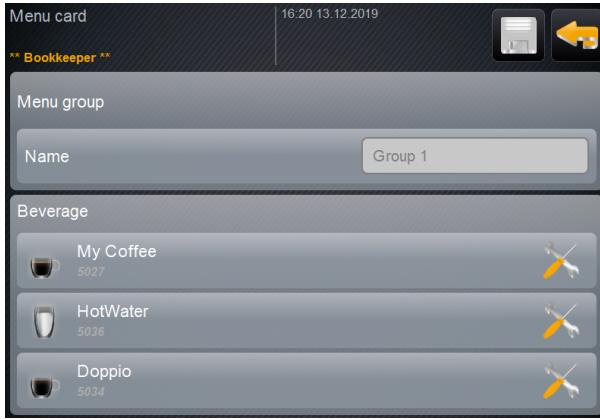 Menu card
16:20 13.12.2019
** Bookkeeper **
Menu group
Name
Group 1
Beverage
My Coffee
5027
HotWater
5036
Doppio
5034